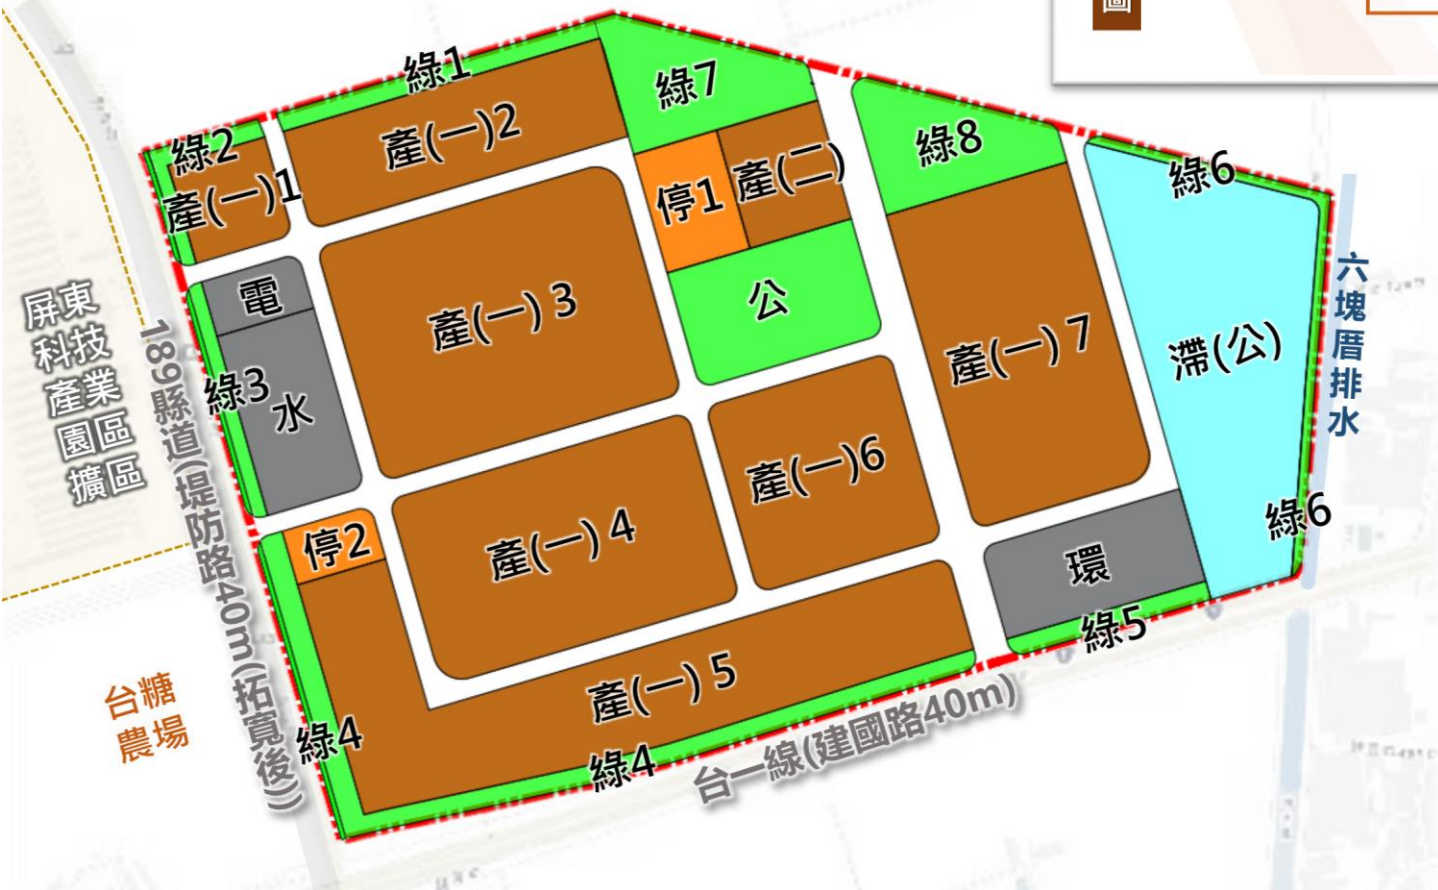 圖
綠1
綠7
綠2
產(一)2
綠8
綠6
產(一)1
停1
產(二)
電
公
產(一) 3
產(一) 7
滯(公)
六塊厝排水
屏東
科技
產業
園區
擴區
189縣道(堤防路40m(拓寬後))
綠3
水
產(一)6
綠6
停2
產(一) 4
環
綠5
台糖
農場
產(一) 5
綠4
綠4
台一線(建國路40m)